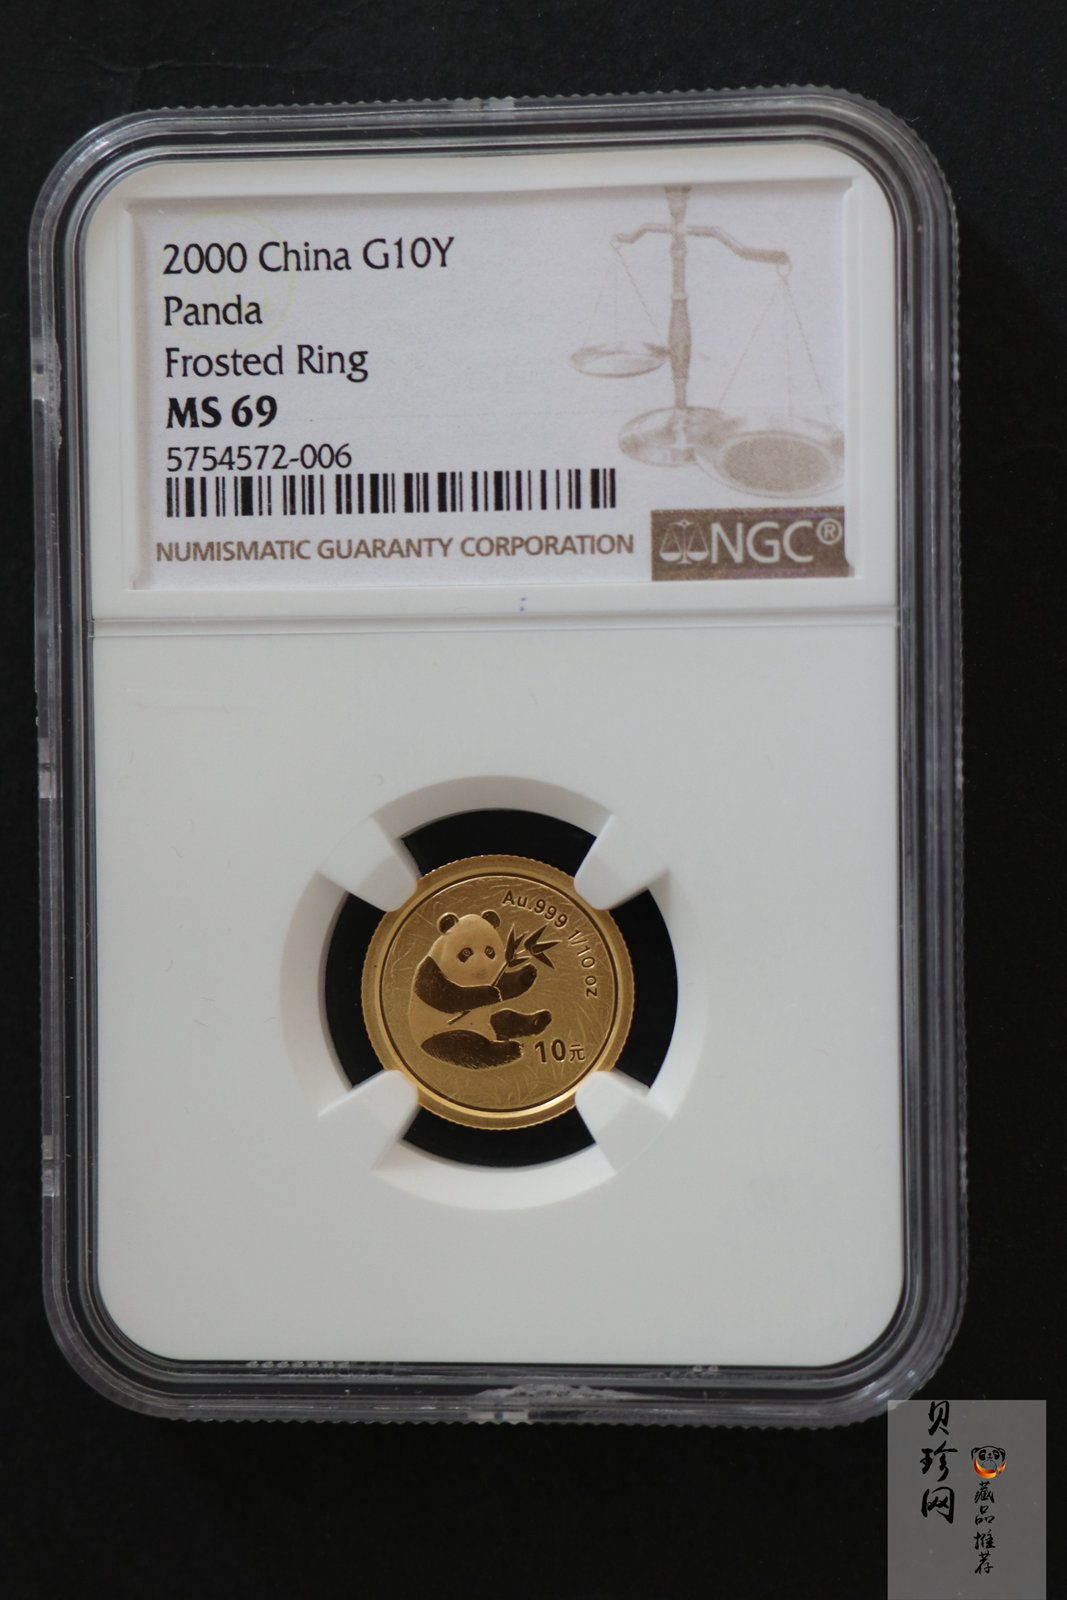 2000 China G10Y
Panda
Frosted Ring
MS 69
5754572-006
NUMISMATIC GUARANTY CORPORATION
NGC®
Au.999 1/10 oz
10元
贝珍网
藏品推荐